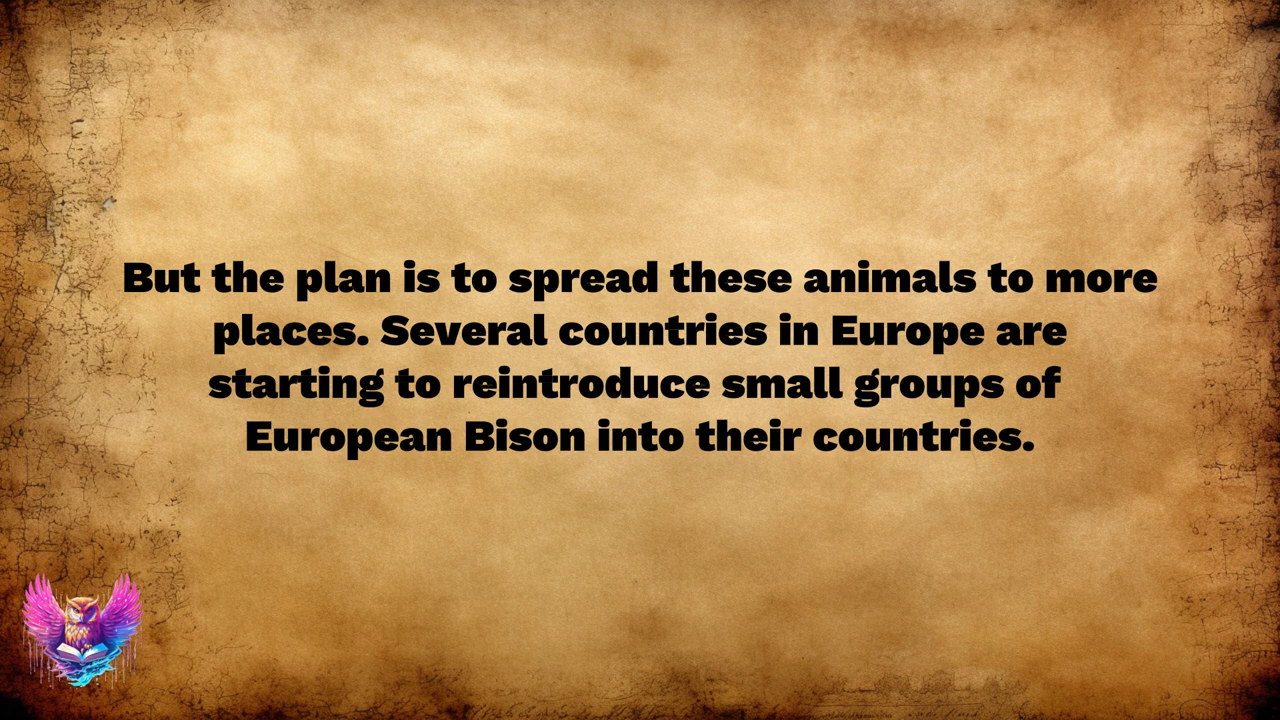 But the plan is to spread these animals to more
places. Several countries in Europe are
starting to reintroduce small groups of
European Bison into their countries.